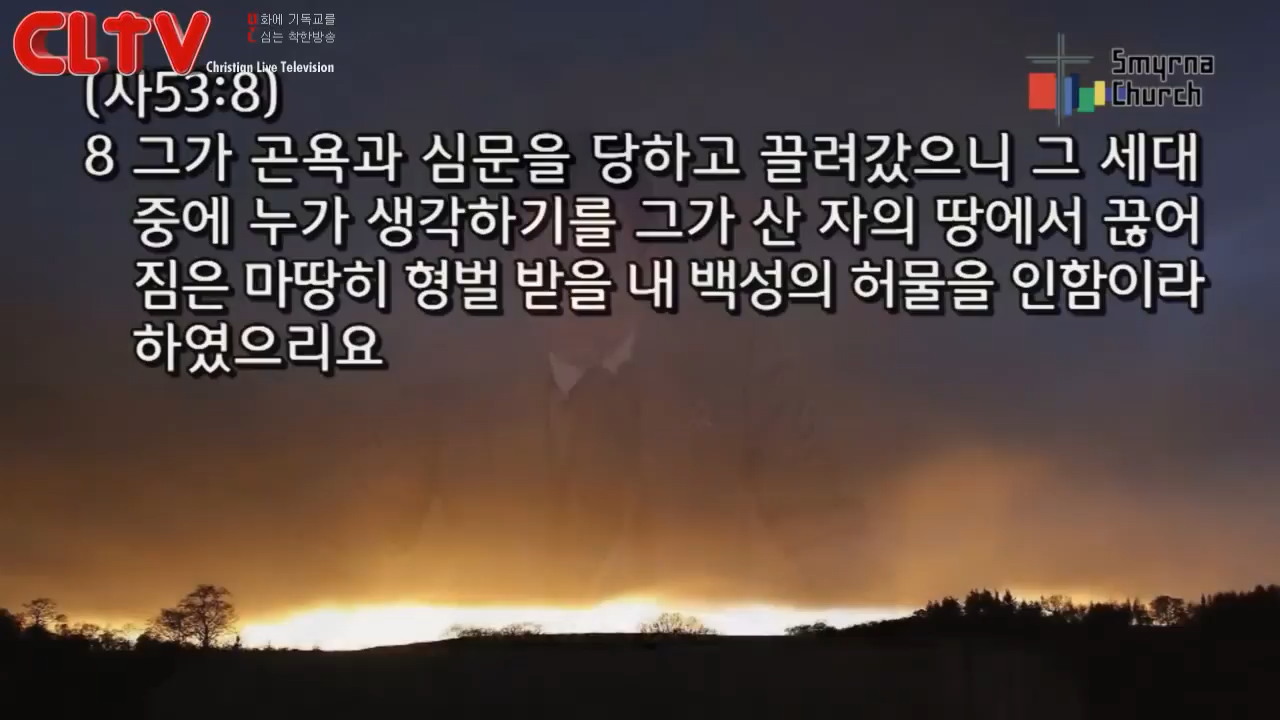 CLTV
화에 기독교를
심는 착한방송
Christian Live Television
Smyrna
Church
(사53:8)
8 그가 곤욕과 심문을 당하고 끌려갔으니 그 세대
중에 누가 생각하기를 그가 산 자의 땅에서 끊어
짐은 마땅히 형벌 받을 내 백성의 허물을 인함이라
하였으리요